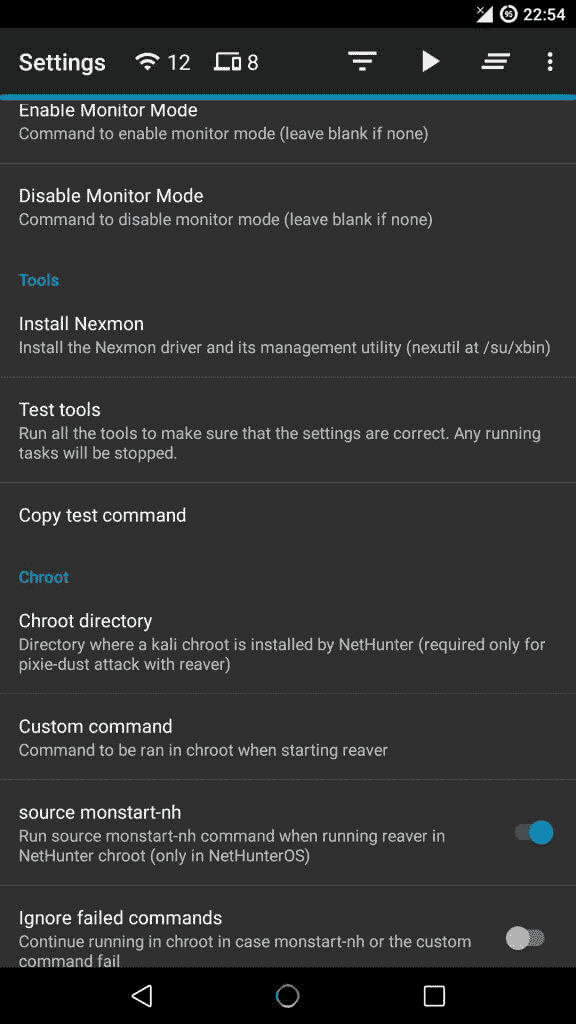 95 22:54
Settings 12 8
Enable Monitor Mode
Command to enable monitor mode (leave blank if none)
Disable Monitor Mode
Command to disable monitor mode (leave blank if none)
Tools
Install Nexmon
Install the Nexmon driver and its management utility (nexutil at /su/xbin)
Test tools
Run all the tools to make sure that the settings are correct. Any running
tasks will be stopped.
Copy test command
Chroot
Chroot directory
Directory where a kali chroot is installed by NetHunter (required only for
pixie-dust attack with reaver)
Custom command
Command to be ran in chroot when starting reaver
source monstart-nh
Run source monstart-nh command when running reaver in
NetHunter chroot (only in NetHunterOS)
Ignore failed commands
Continue running in chroot in case monstart-nh or the custom
command fail